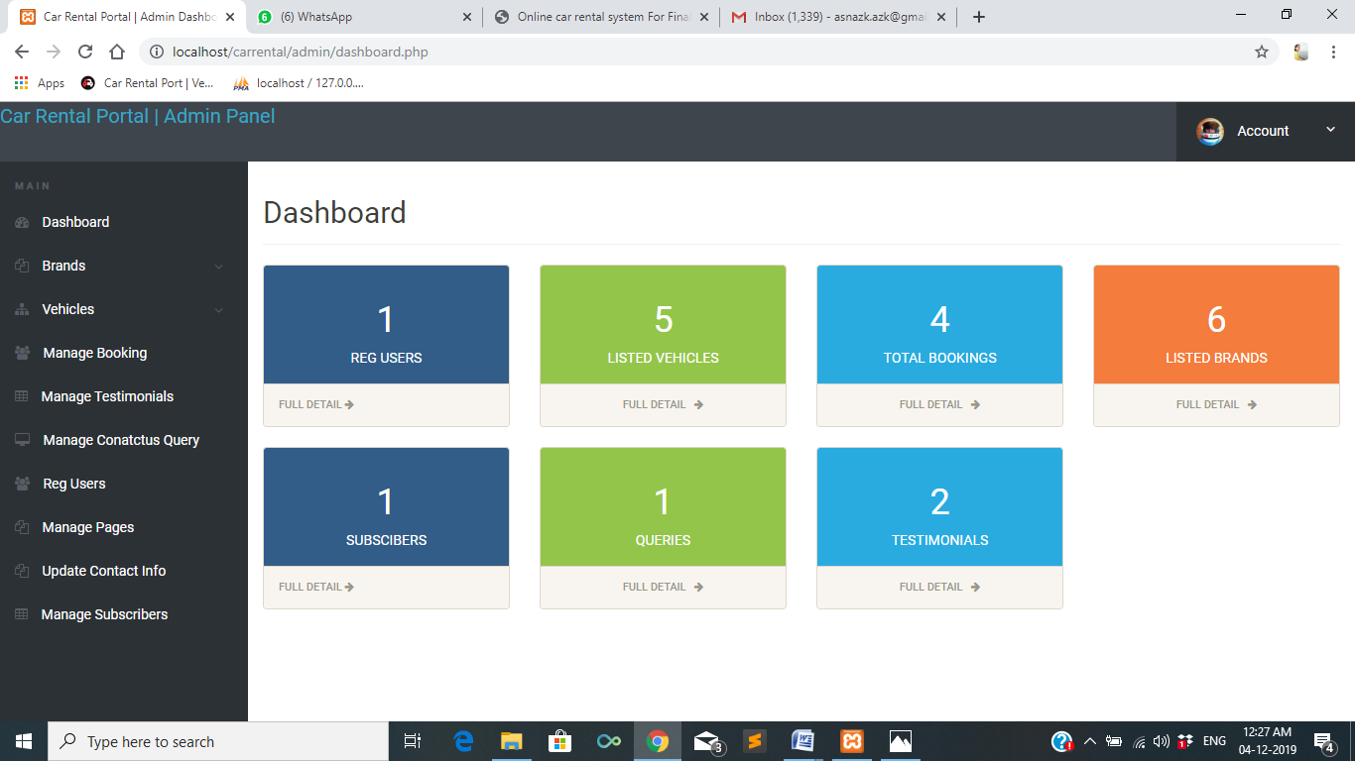 Car Rental Portal | Admin Dashbo
6 (6) WhatsApp
Online car rental system For Fina
Inbox (1,339) - asnazk.azk@gmai
localhost/carrental/admin/dashboard.php
Apps
Car Rental Port | Ve...
PMA localhost / 127.0.0....
Car Rental Portal | Admin Panel
Account
MAIN
Dashboard
Brands
Vehicles
Manage Booking
Manage Testimonials
Manage Conatctus Query
Reg Users
Manage Pages
Update Contact Info
Manage Subscribers
Dashboard
1
REG USERS
FULL DETAIL
5
LISTED VEHICLES
FULL DETAIL
4
TOTAL BOOKINGS
FULL DETAIL
6
LISTED BRANDS
FULL DETAIL
1
SUBSCIBERS
FULL DETAIL
1
QUERIES
FULL DETAIL
2
TESTIMONIALS
FULL DETAIL
Type here to search
3
1
ENG
12:27 AM
04-12-2019
4